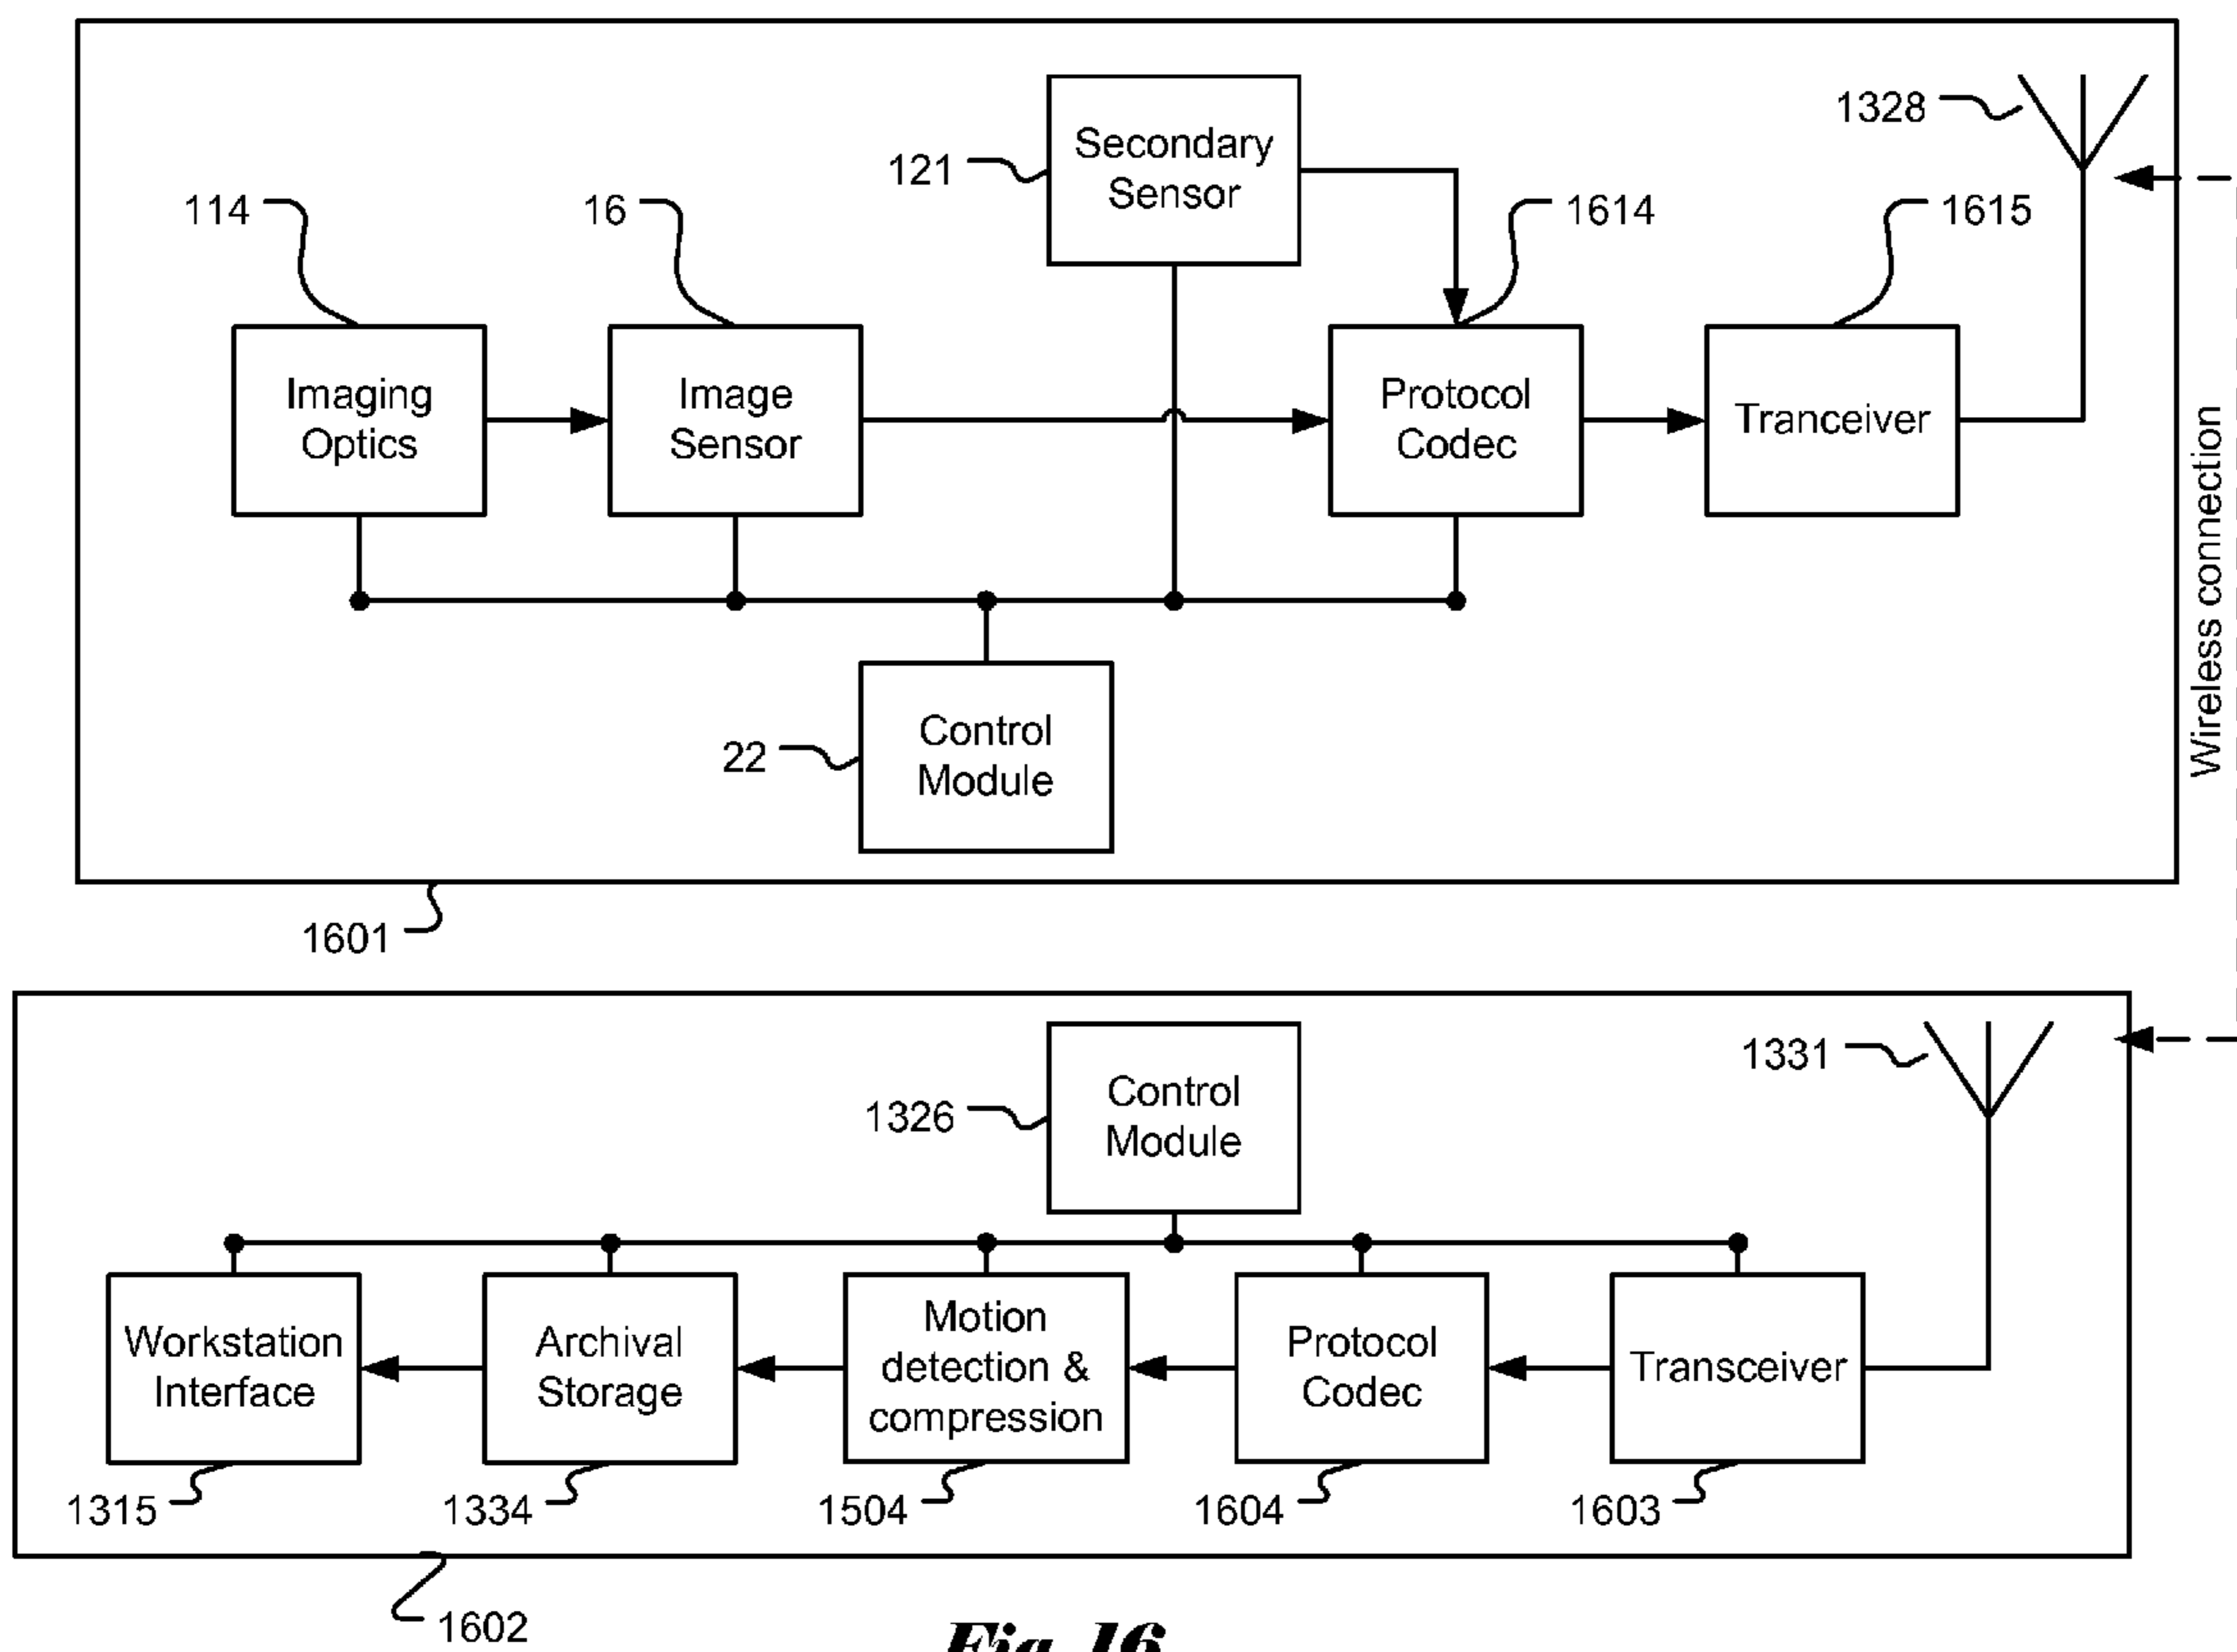 1328
Secondary
Sensor
121
114
16
1614
1615
Imaging
Optics
Image
Sensor
Protocol
Codec
Tranceiver
Wireless connection
Control
Module
22
1601
1331
Control
Module
1326
Workstation
Interface
Archival
Storage
Motion
detection &
compression
Protocol
Codec
Transceiver
1315
1334
1504
1604
1603
1602
Fig. 16